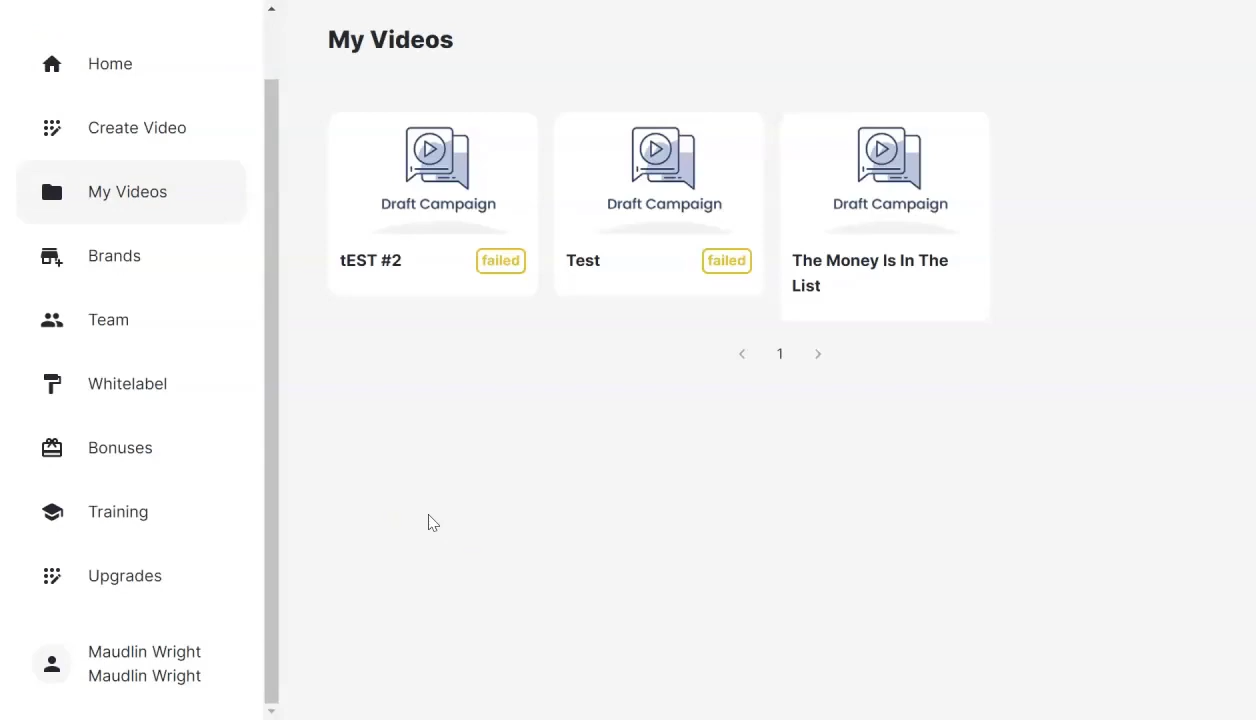 Home
Create Video
My Videos
Brands
Team
Whitelabel
Bonuses
Training
Upgrades
Maudlin Wright
Maudlin Wright
My Videos
Draft Campaign
tEST #2 failed
Draft Campaign
Test failed
Draft Campaign
The Money Is In The
List
1